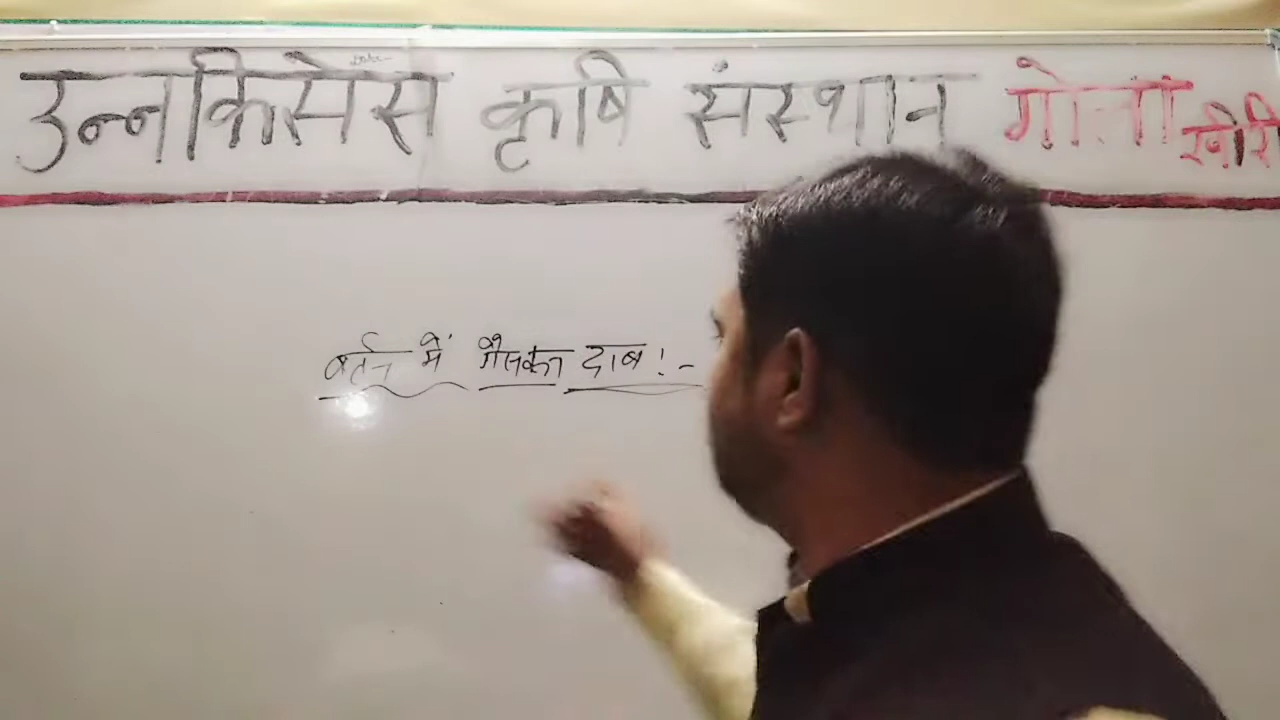 उन्नकिसेस कृषि संस्थान गोला खीरी
बर्तन में गैसका दाब !-